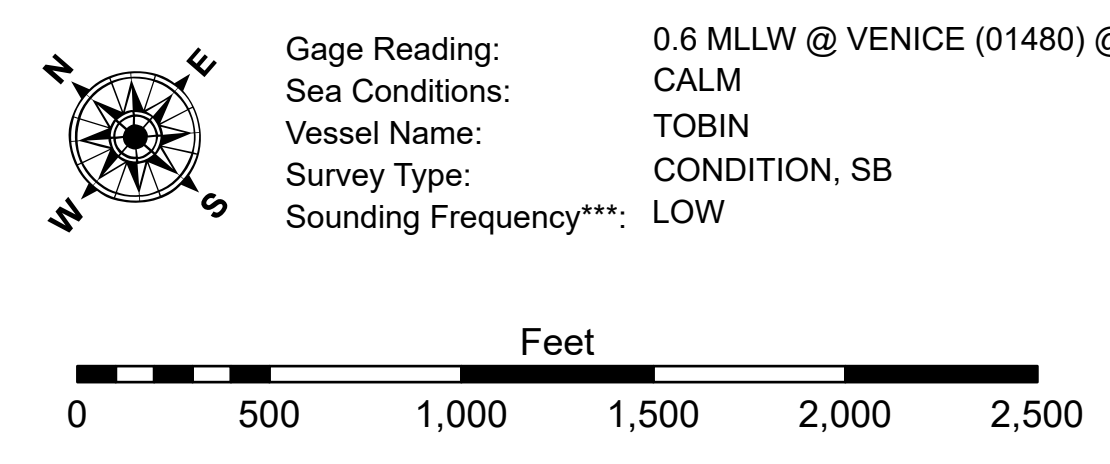 N E
W S
Gage Reading: 0.6 MLLW @ VENICE (01480) @
Sea Conditions: CALM
Vessel Name: TOBIN
Survey Type: CONDITION, SB
Sounding Frequency***: LOW
Feet
0 500 1,000 1,500 2,000 2,500